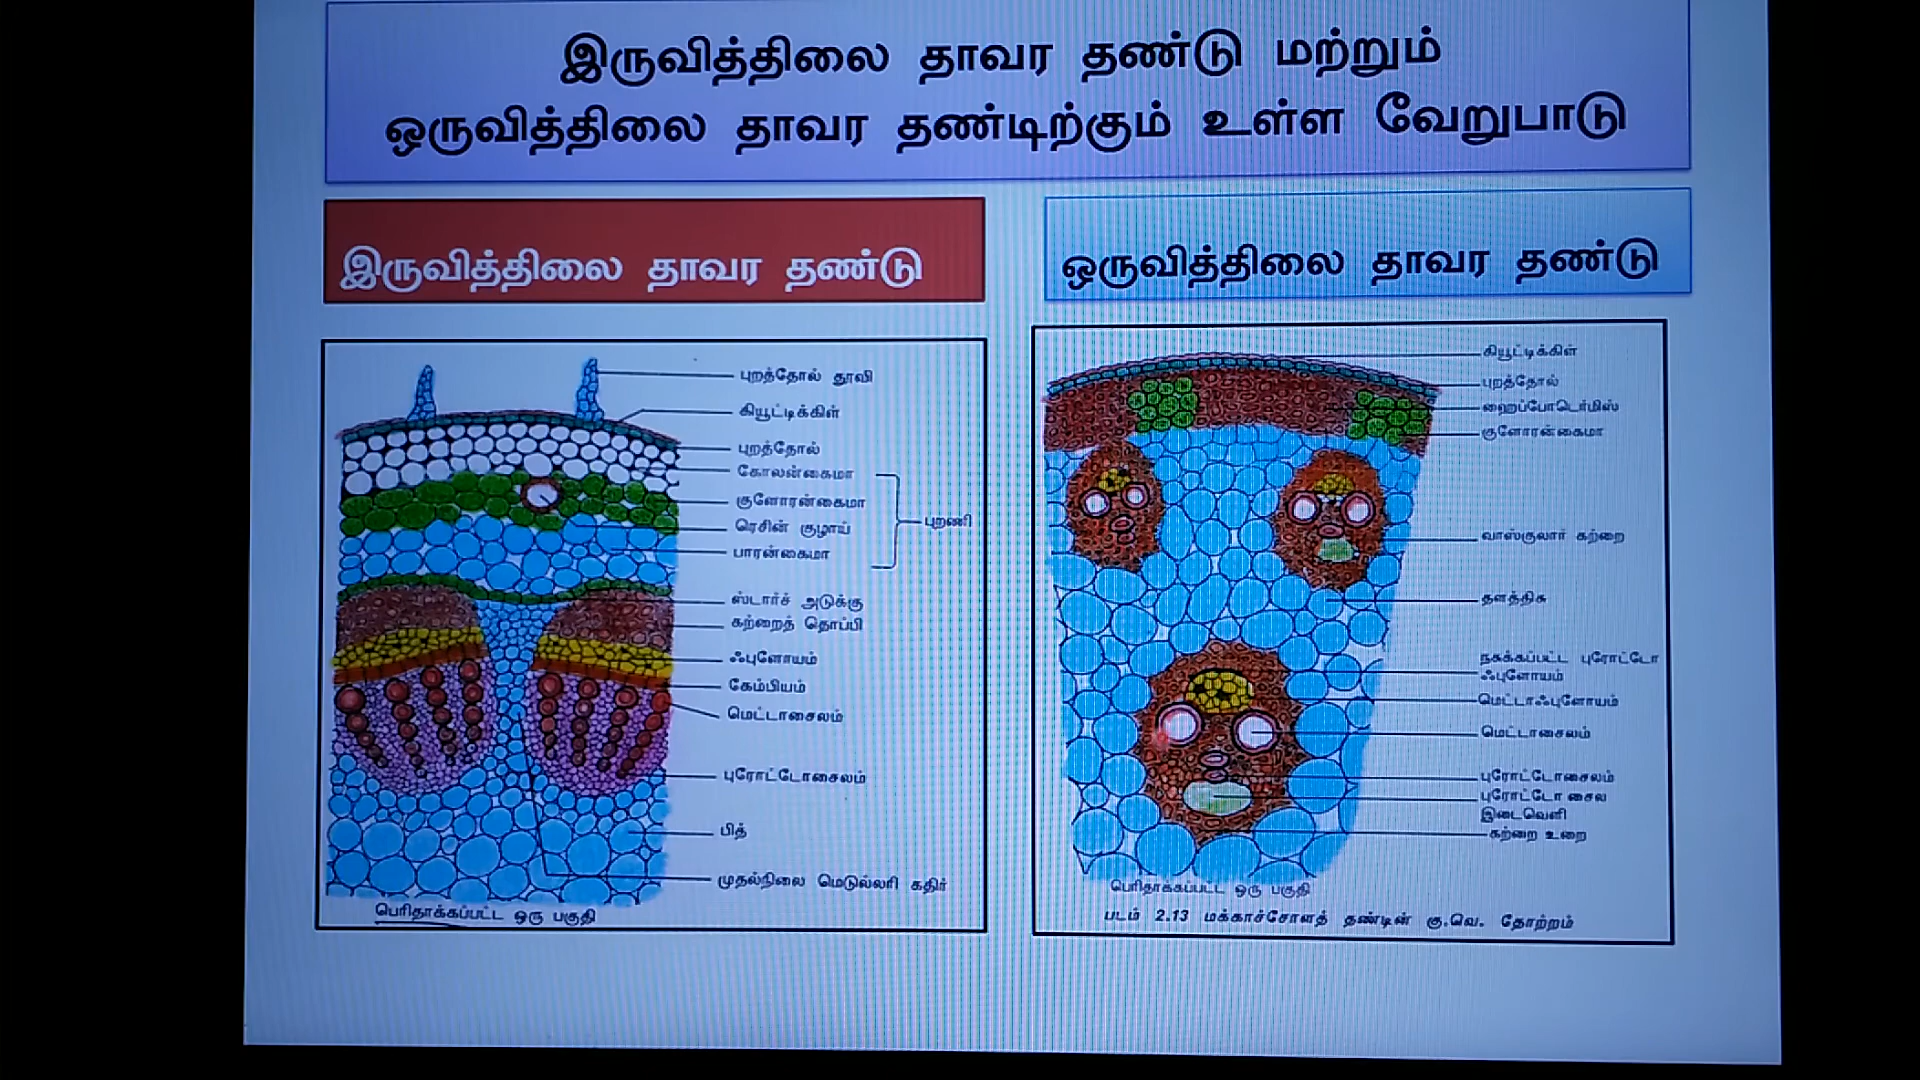 இருவித்திலை தாவர தண்டு மற்றும்
ஒருவித்திலை தாவர தண்டிற்கும் உள்ள வேறுபாடு
இருவித்திலை தாவர தண்டு
ஒருவித்திலை தாவர தண்டு
புறத்தோல் தூவி
கியூட்டிக்கிள்
புறத்தோல்
கோலன்கைமா
குளோரன்கைமா
ரெசின் குழாய்
பாரன்கைமா
புறணி
ஸ்டார்ச் அடுக்கு
கற்றைத் தொப்பி
ஃபுளோயம்
கேம்பியம்
மெட்டாசைலம்
புரோட்டோசைலம்
பித்
முதல்நிலை மெடுல்லரி கதிர்
பெரிதாக்கப்பட்ட ஒரு பகுதி
கியூட்டிக்கிள்
புறத்தோல்
ஹைப்போடெர்மிஸ்
குளோரன்கைமா
வாஸ்குலார் கற்றை
தளத்திசு
நசுக்கப்பட்ட புரோட்டோ
ஃபுளோயம்
மெட்டாஃபுளோயம்
மெட்டாசைலம்
புரோட்டோசைலம்
புரோட்டோ சைல
இடைவெளி
கற்றை உறை
பெரிதாக்கப்பட்ட ஒரு பகுதி
படம் 2.13 மக்காச்சோளத் தண்டின் கு.வெ. தோற்றம்